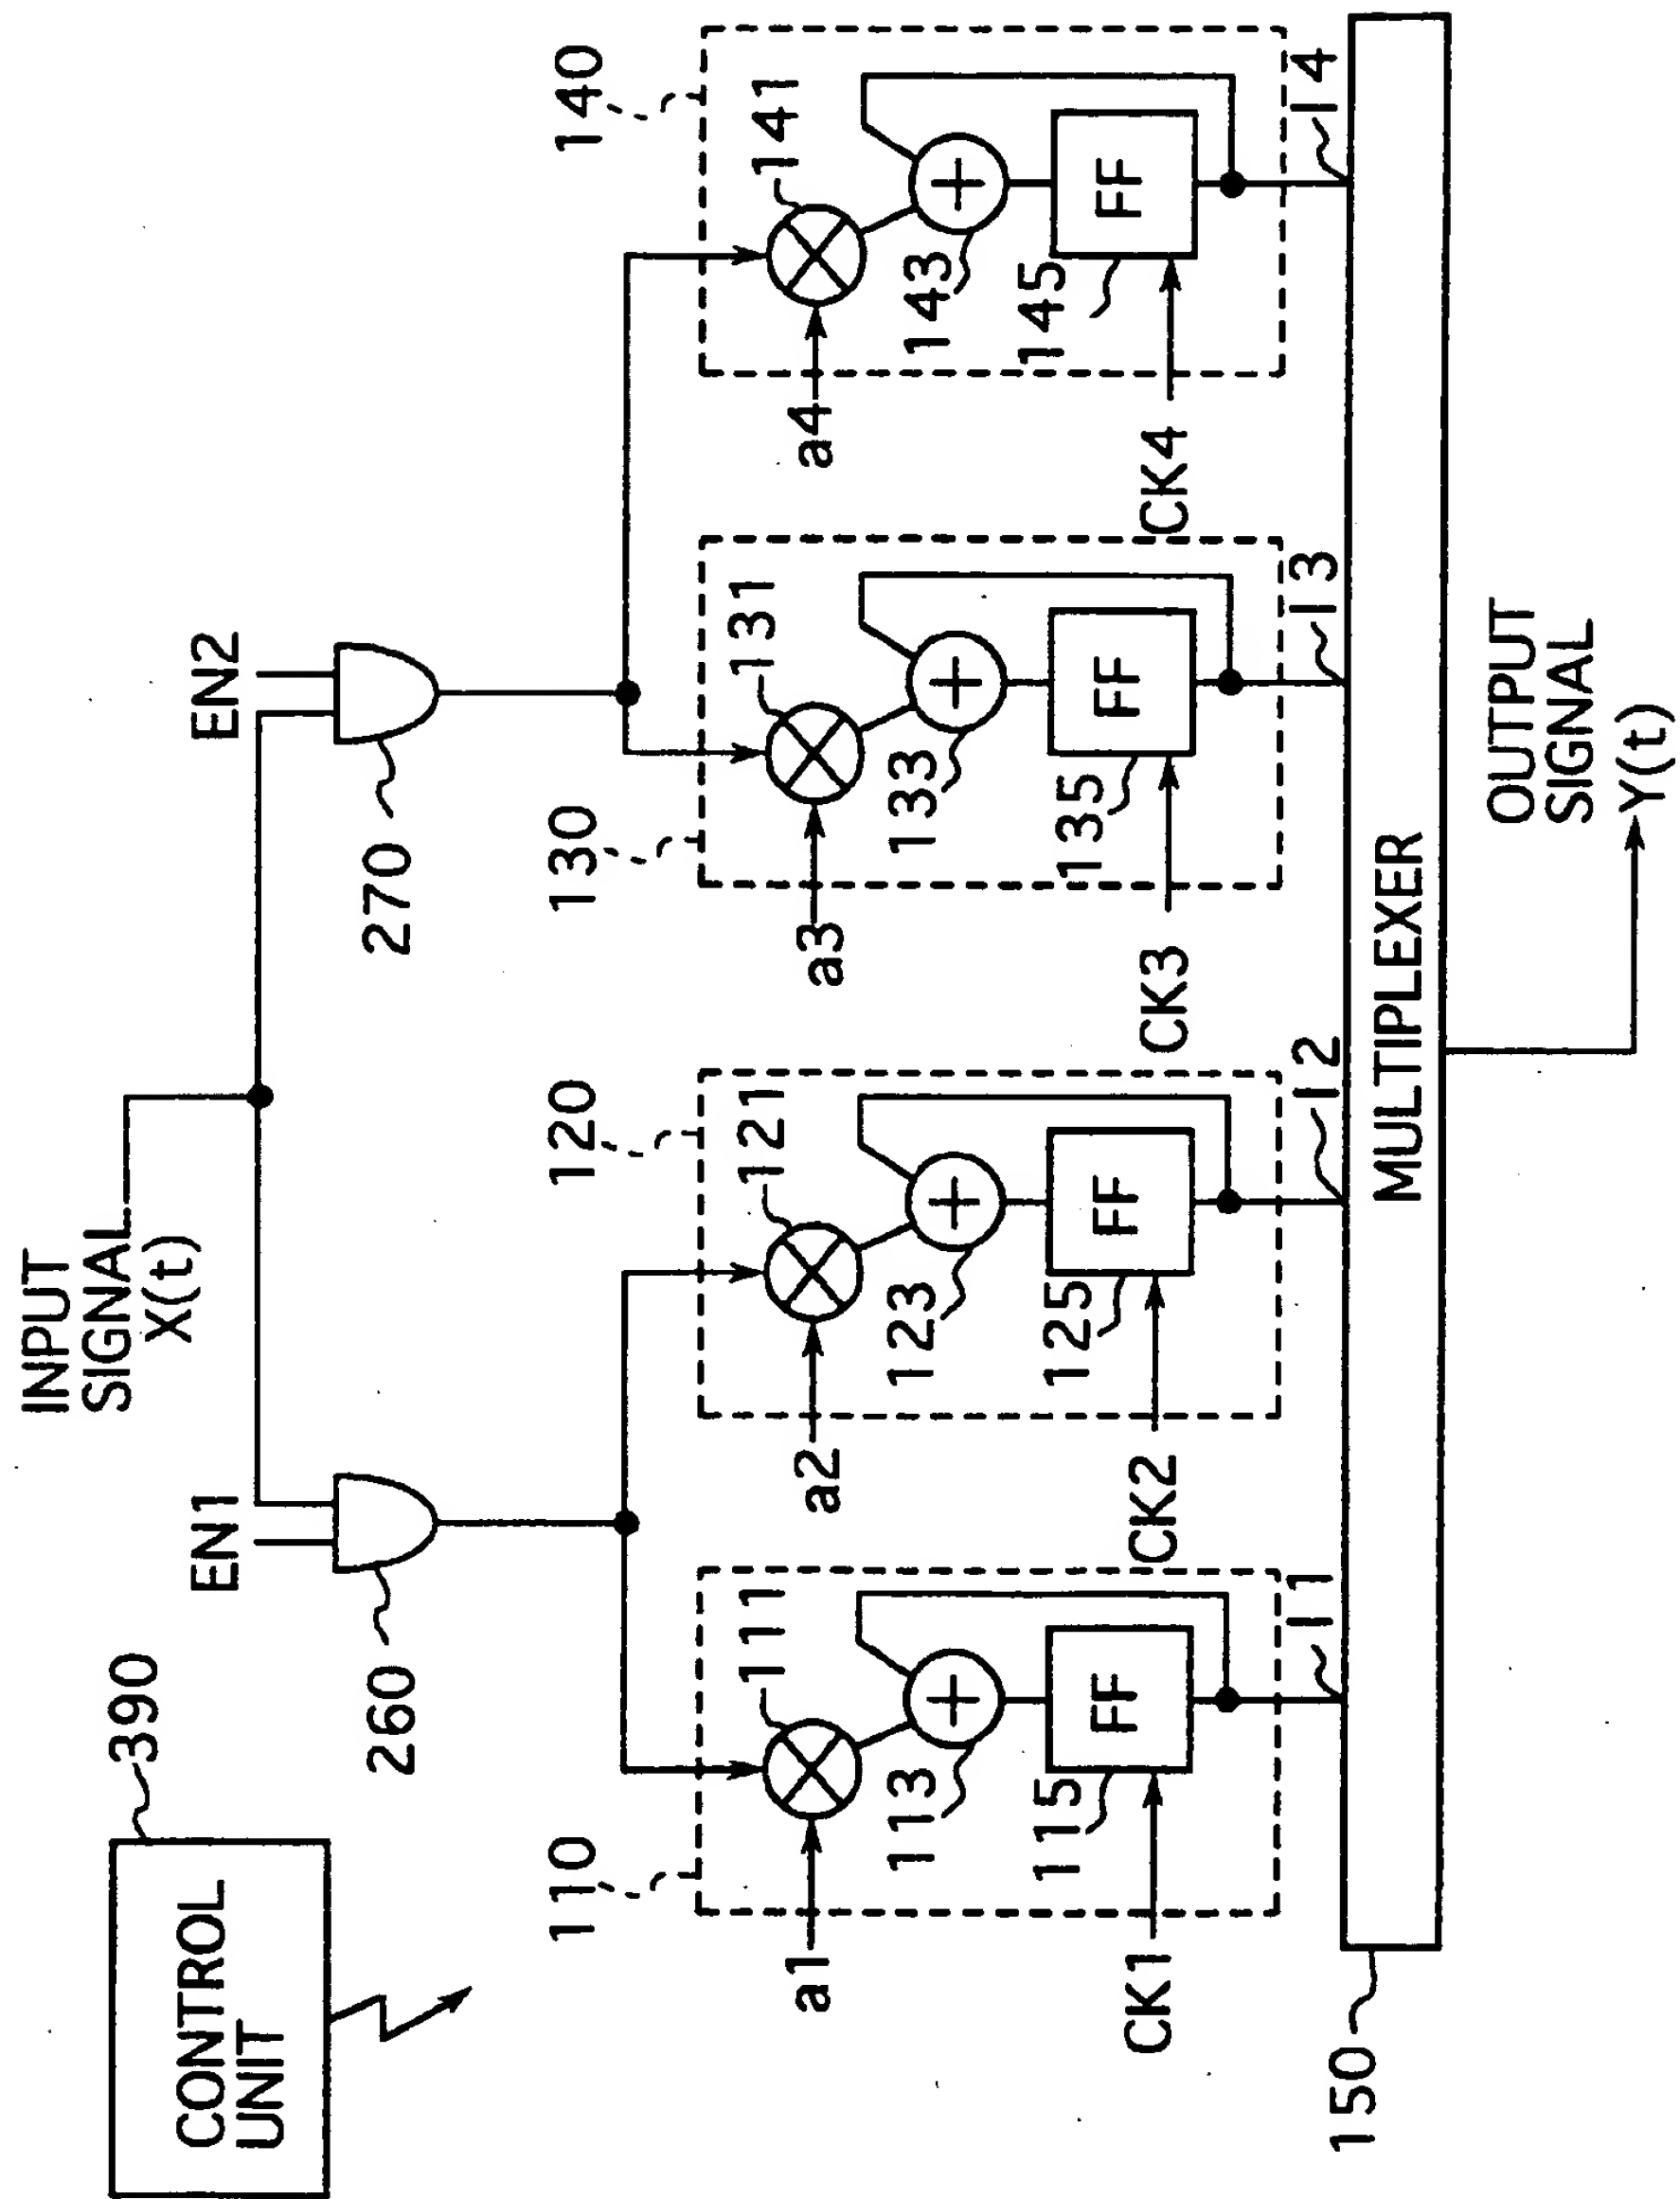 CONTROL
UNIT
390
INPUT
SIGNAL
X(t)
EN1
260
EN2
270
110
111
a1
113
115
FF
CK1
11
120
121
a2
123
125
FF
CK2
12
130
131
a3
133
135
FF
CK3
13
140
141
a4
143
145
FF
CK4
14
150
MULTIPLEXER
OUTPUT
SIGNAL
Y(t)